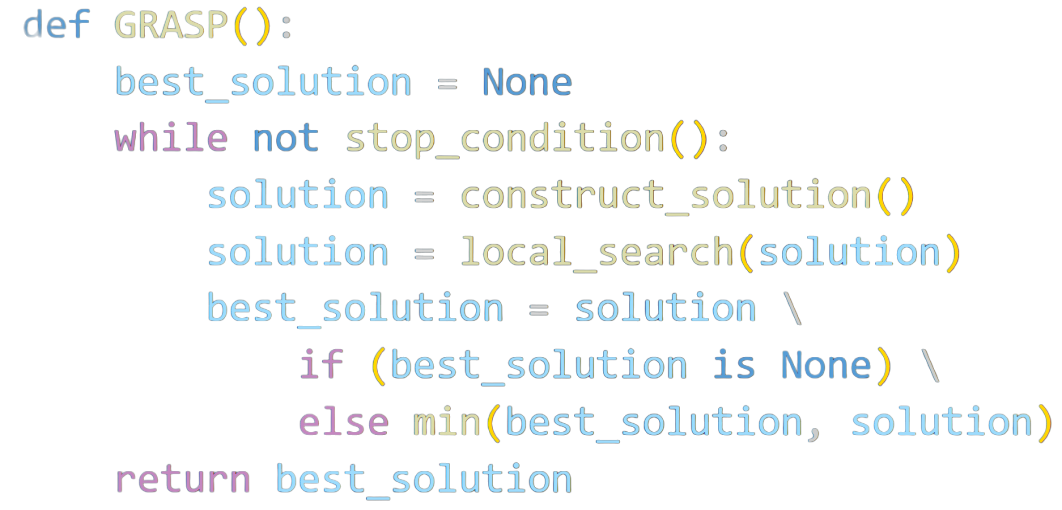 def GRASP():
    best_solution = None
    while not stop_condition():
        solution = construct_solution()
        solution = local_search(solution)
        best_solution = solution \
            if (best_solution is None) \
            else min(best_solution, solution)
    return best_solution